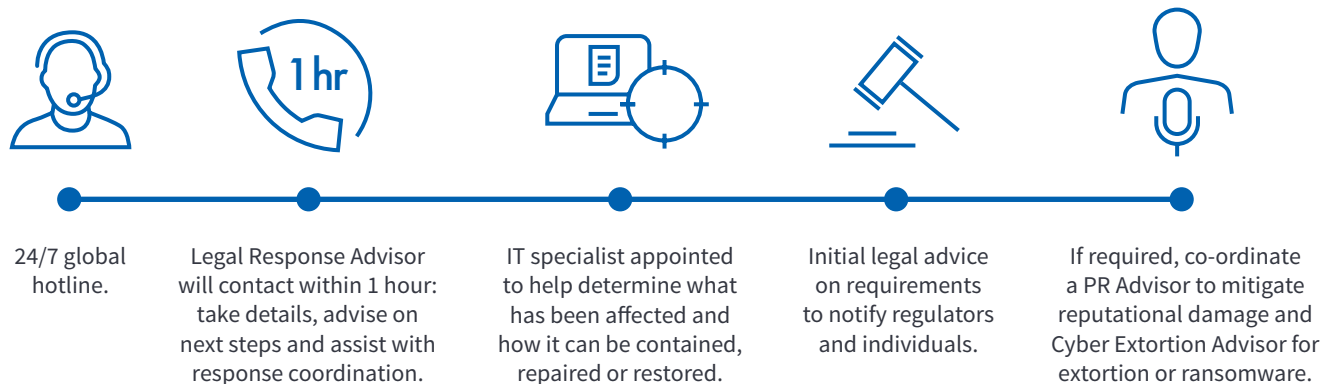 1 hr
24/7 global
hotline.
Legal Response Advisor
will contact within 1 hour:
take details, advise on
next steps and assist with
response coordination.
IT specialist appointed
to help determine what
has been affected and
how it can be contained,
repaired or restored.
Initial legal advice
on requirements
to notify regulators
and individuals.
If required, co-ordinate
a PR Advisor to mitigate
reputational damage and
Cyber Extortion Advisor for
extortion or ransomware.